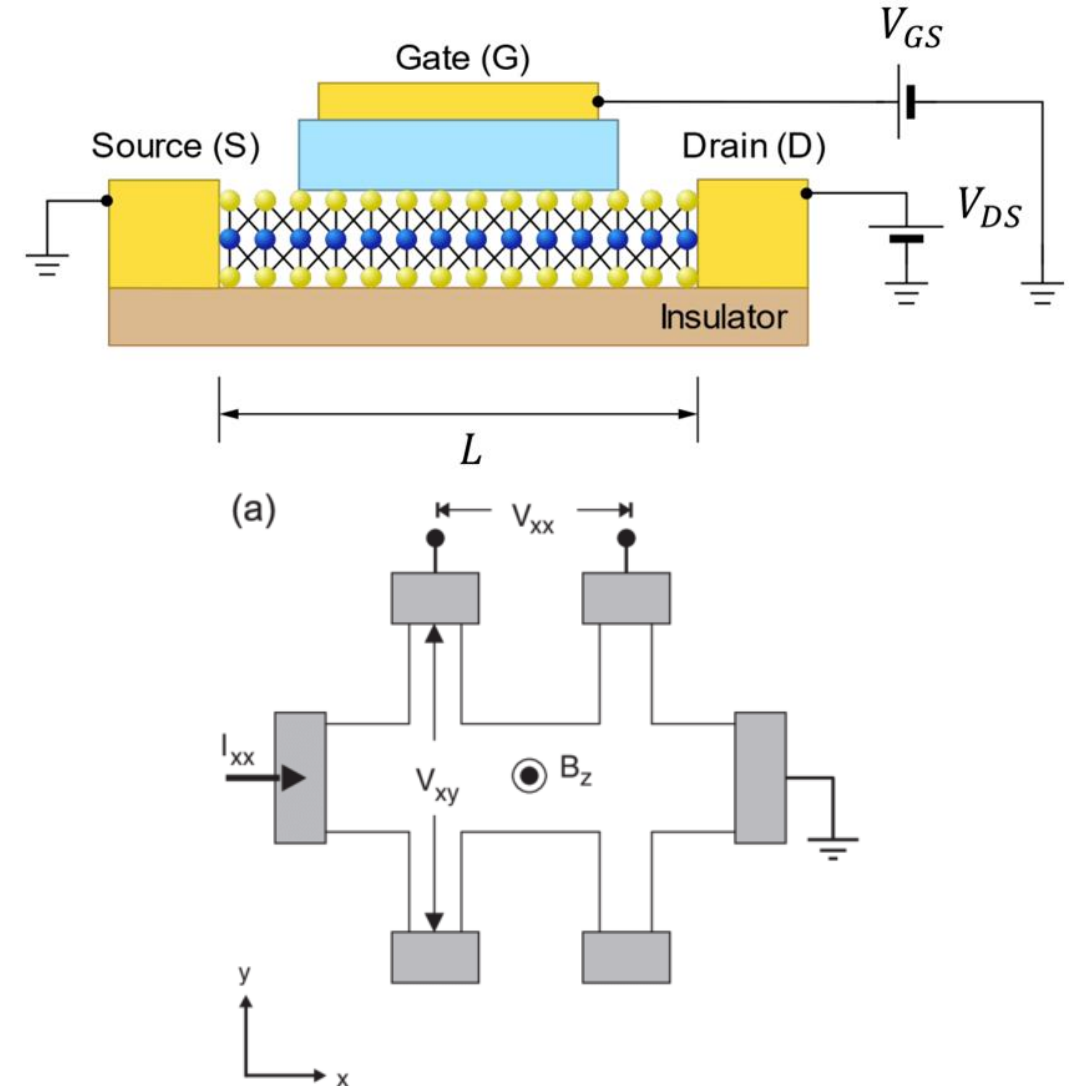 V_GS
Gate (G)
Source (S)
Drain (D)
V_DS
Insulator
L
(a)
V_xx
I_xx
V_xy
B_z
y
x